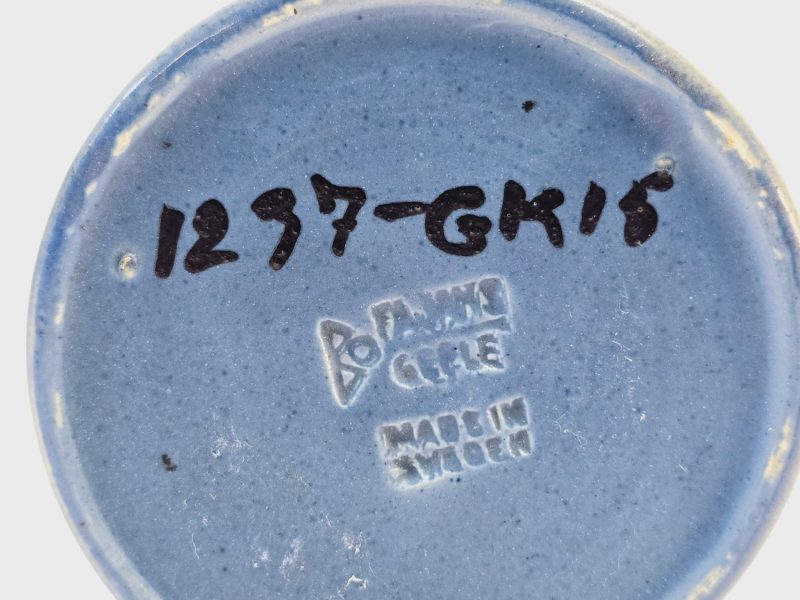 1237-GK15
BO FAJANS
GEFLE
MADE IN
SWEDEN